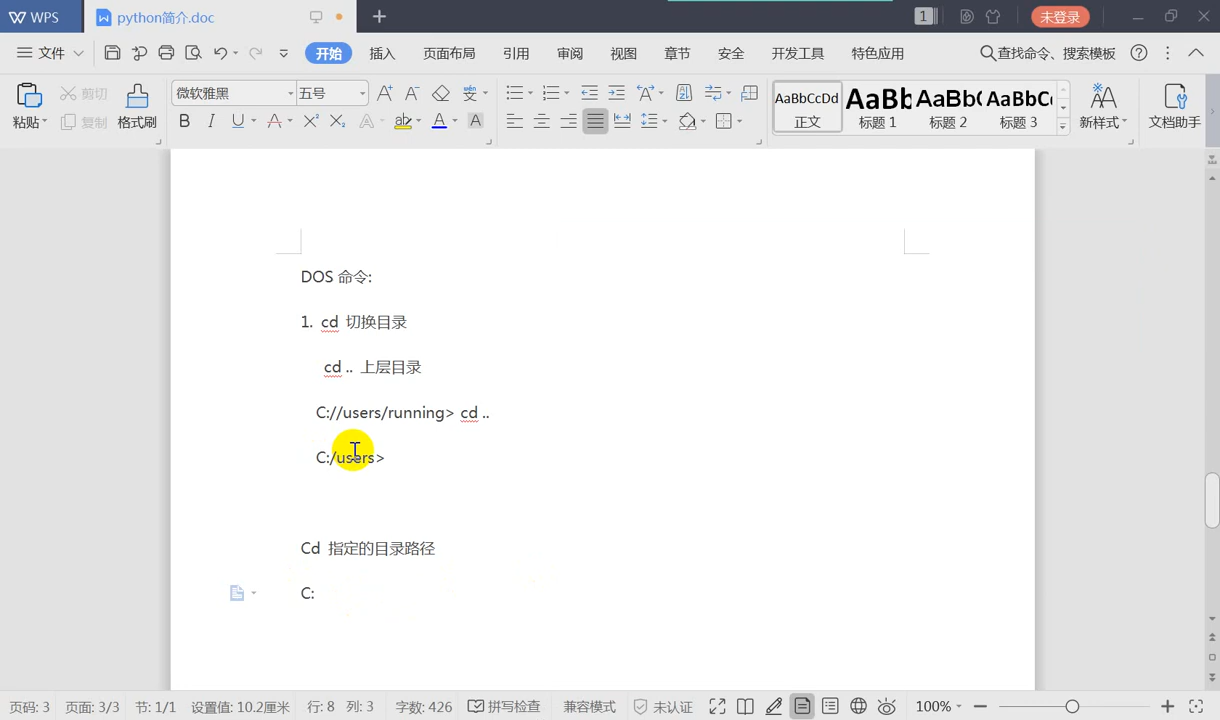 WPS python简介.doc 1 未登录
文件 开始 插入 页面布局 引用 审阅 视图 章节 安全 开发工具 特色应用 查找命令、搜索模板
粘贴 剪切 复制 格式刷 微软雅黑 五号 AaBbCcDd 正文 AaBb 标题 1 AaBb( 标题 2 AaBbC( 标题 3 新样式 文档助手
DOS 命令:
1. cd 切换目录
cd .. 上层目录
C://users/running> cd ..
C:/users>
Cd 指定的目录路径
C:
页码: 3 页面: 3/3 节: 1/1 设置值: 10.2厘米 行: 8 列: 3 字数: 426 拼写检查 兼容模式 未认证 100%